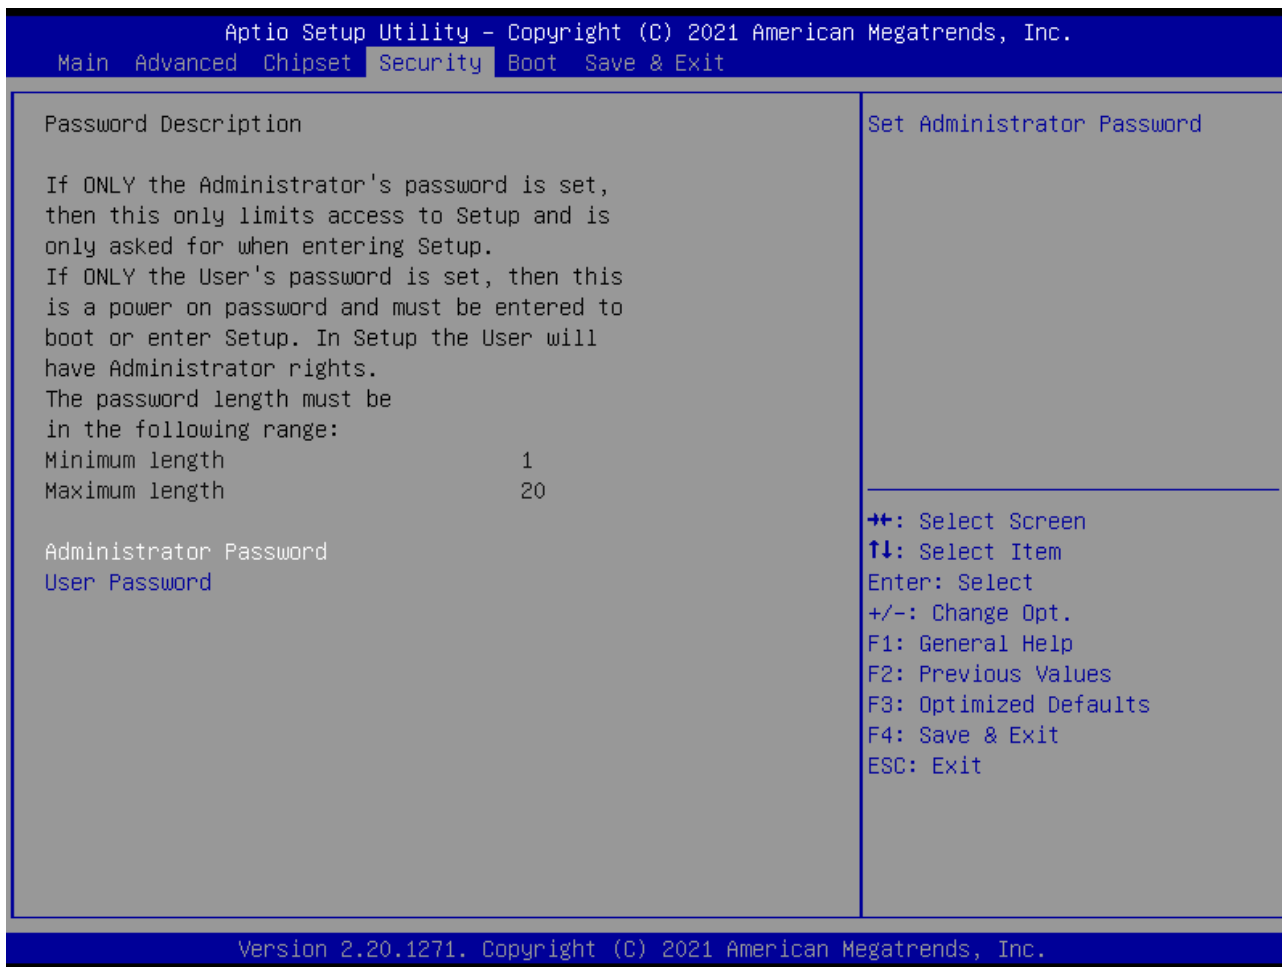 Aptio Setup Utility – Copyright (C) 2021 American Megatrends, Inc.
Main Advanced Chipset Security Boot Save & Exit
Password Description
If ONLY the Administrator's password is set,
then this only limits access to Setup and is
only asked for when entering Setup.
If ONLY the User's password is set, then this
is a power on password and must be entered to
boot or enter Setup. In Setup the User will
have Administrator rights.
The password length must be
in the following range:
Minimum length 1
Maximum length 20
Administrator Password
User Password
Set Administrator Password
→←: Select Screen
↑↓: Select Item
Enter: Select
+/-: Change Opt.
F1: General Help
F2: Previous Values
F3: Optimized Defaults
F4: Save & Exit
ESC: Exit
Version 2.20.1271. Copyright (C) 2021 American Megatrends, Inc.